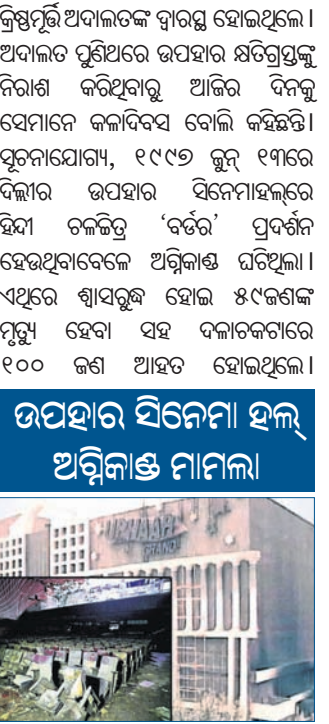 କ୍ରିଷ୍ଣମୂର୍ତ୍ତି ଅଦାଲତଙ୍କ ଦ୍ୱାରସ୍ଥ ହୋଇଥିଲେ।
ଅଦାଲତ ପୁଣିଥରେ ଉପହାର କ୍ଷତିଗ୍ରସ୍ତଙ୍କୁ
ନିରାଶ କରିଥିବାରୁ ଆଜିର ଦିନକୁ
ସେମାନେ କଳାଦିବସ ବୋଲି କହିଛନ୍ତି।
ସୂଚନାଯୋଗ୍ୟ, ୧୯୯୭ ଜୁନ୍ ୧୩ରେ
ଦିଲ୍ଲୀର ଉପହାର ସିନେମାହଲ୍‌ରେ
ହିନ୍ଦୀ ଚଳଚ୍ଚିତ୍ର ‘ବର୍ଡର’ ପ୍ରଦର୍ଶନ
ହେଉଥିବାବେଳେ ଅଗ୍ନିକାଣ୍ଡ ଘଟିଥିଲା।
ଏଥିରେ ଶ୍ୱାସରୁଦ୍ଧ ହୋଇ ୫୯ଜଣଙ୍କ
ମୃତ୍ୟୁ ହେବା ସହ ଦଳାଚକଟାରେ
୧୦୦ ଜଣ ଆହତ ହୋଇଥିଲେ।
ଉପହାର ସିନେମା ହଲ୍
ଅଗ୍ନିକାଣ୍ଡ ମାମଲା
UPHAAR
GRAND